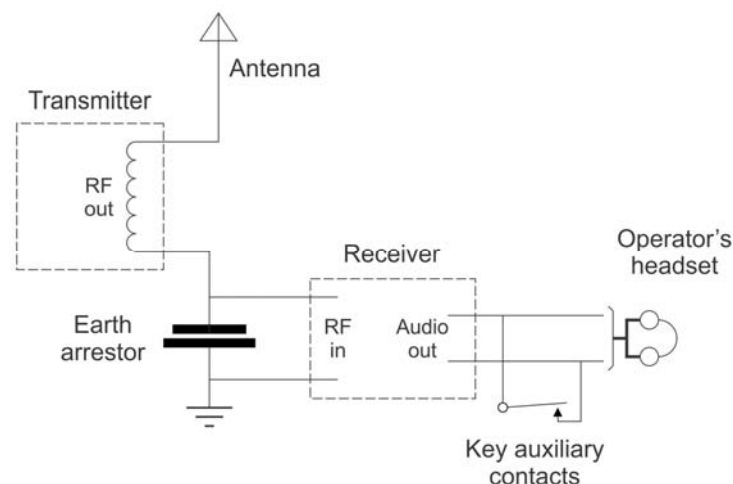 Antenna
Transmitter
RF
out
Receiver
Operator's
headset
Earth
arrestor
RF
in
Audio
out
Key auxiliary
contacts